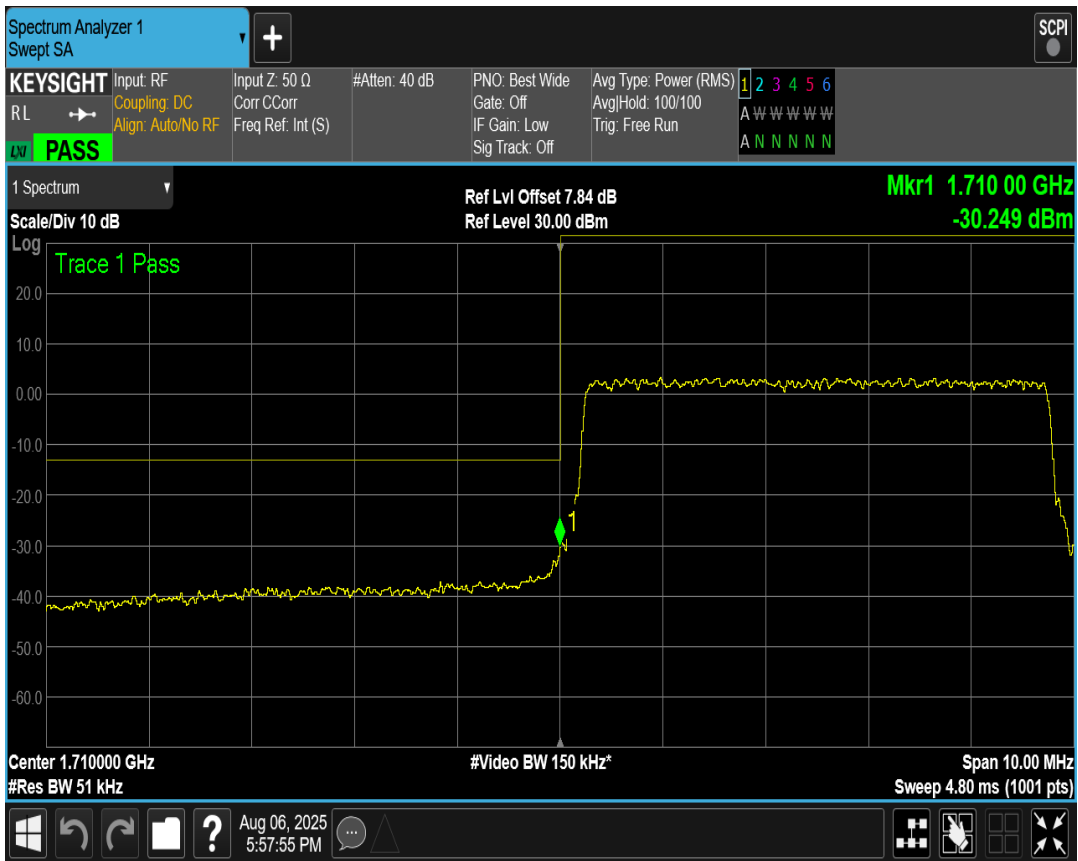 Spectrum Analyzer 1
Swept SA
SCPI
KEYSIGHT
R L
LXI PASS
Input: RF
Coupling: DC
Align: Auto/No RF
Input Z: 50 Ω
Corr CCorr
Freq Ref: Int (S)
#Atten: 40 dB
PNO: Best Wide
Gate: Off
IF Gain: Low
Sig Track: Off
Avg Type: Power (RMS)
Avg|Hold: 100/100
Trig: Free Run
1 2 3 4 5 6
A W W W W W
A N N N N N
1 Spectrum
Scale/Div 10 dB
Ref Lvl Offset 7.84 dB
Ref Level 30.00 dBm
Mkr1 1.710 00 GHz
-30.249 dBm
Log
Trace 1 Pass
20.0
10.0
0.00
-10.0
-20.0
1
-30.0
-40.0
-50.0
-60.0
Center 1.710000 GHz
#Res BW 51 kHz
#Video BW 150 kHz*
Span 10.00 MHz
Sweep 4.80 ms (1001 pts)
?
Aug 06, 2025
5:57:55 PM